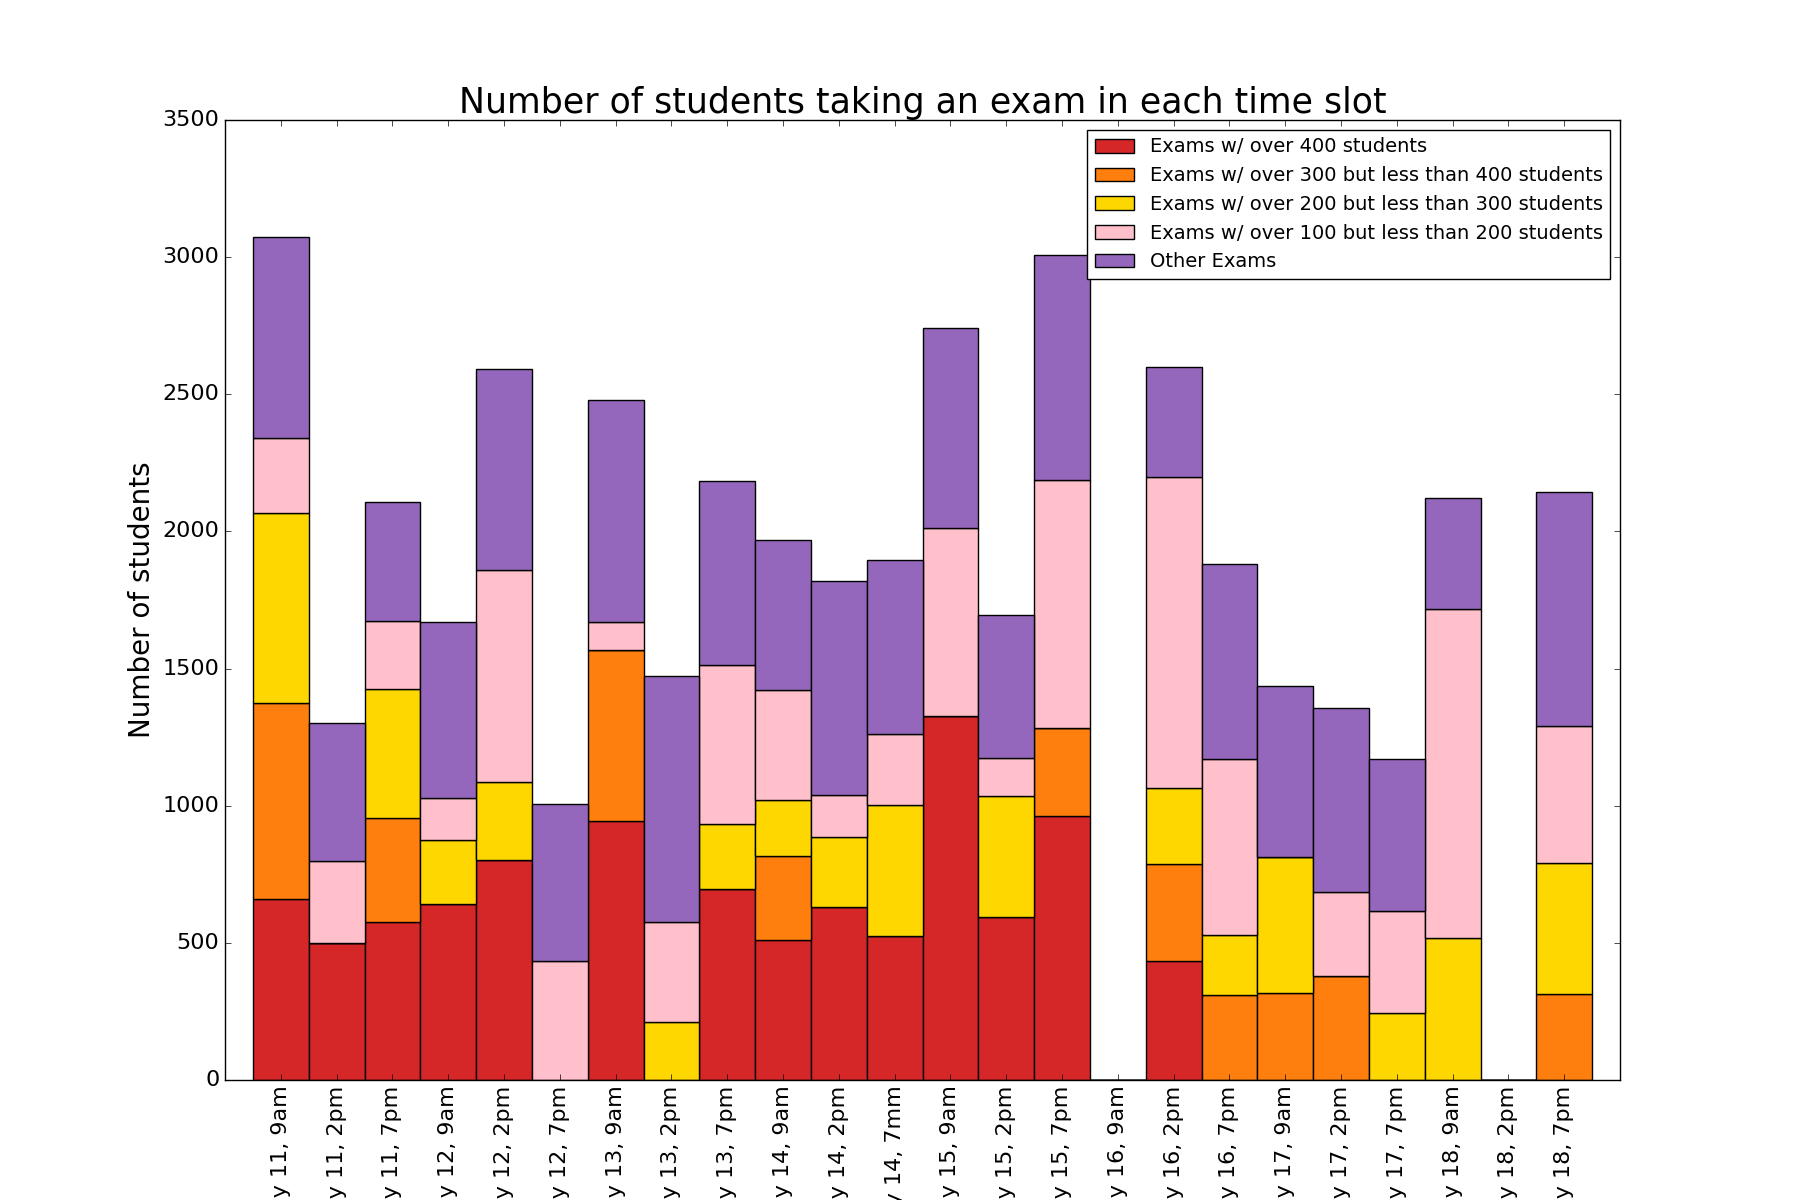 Number of students taking an exam in each time slot
Exams w/ over 400 students
Exams w/ over 300 but less than 400 students
Exams w/ over 200 but less than 300 students
Exams w/ over 100 but less than 200 students
Other Exams
Number of students
3500
3000
2500
2000
1500
1000
500
0
y 11, 9am
y 11, 2pm
y 11, 7pm
y 12, 9am
y 12, 2pm
y 12, 7pm
y 13, 9am
y 13, 2pm
y 13, 7pm
y 14, 9am
y 14, 2pm
y 14, 7mm
y 15, 9am
y 15, 2pm
y 15, 7pm
y 16, 9am
y 16, 2pm
y 16, 7pm
y 17, 9am
y 17, 2pm
y 17, 7pm
y 18, 9am
y 18, 2pm
y 18, 7pm